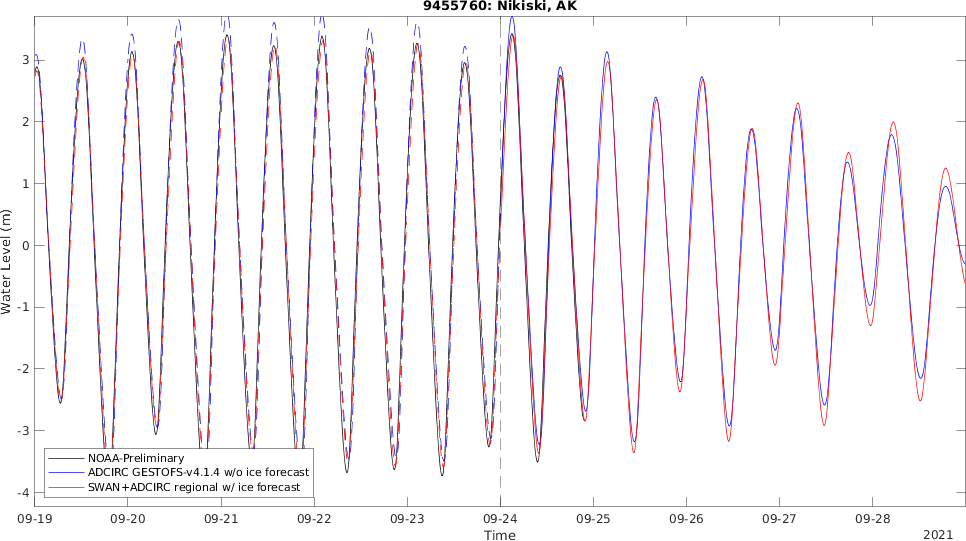 9455760: Nikiski, AK
Water Level (m)
3
2
1
0
-1
-2
-3
-4
NOAA-Preliminary
ADCIRC GESTOFS-v4.1.4 w/o ice forecast
SWAN+ADCIRC regional w/ ice forecast
09-19 09-20 09-21 09-22 09-23 09-24 09-25 09-26 09-27 09-28
Time
2021